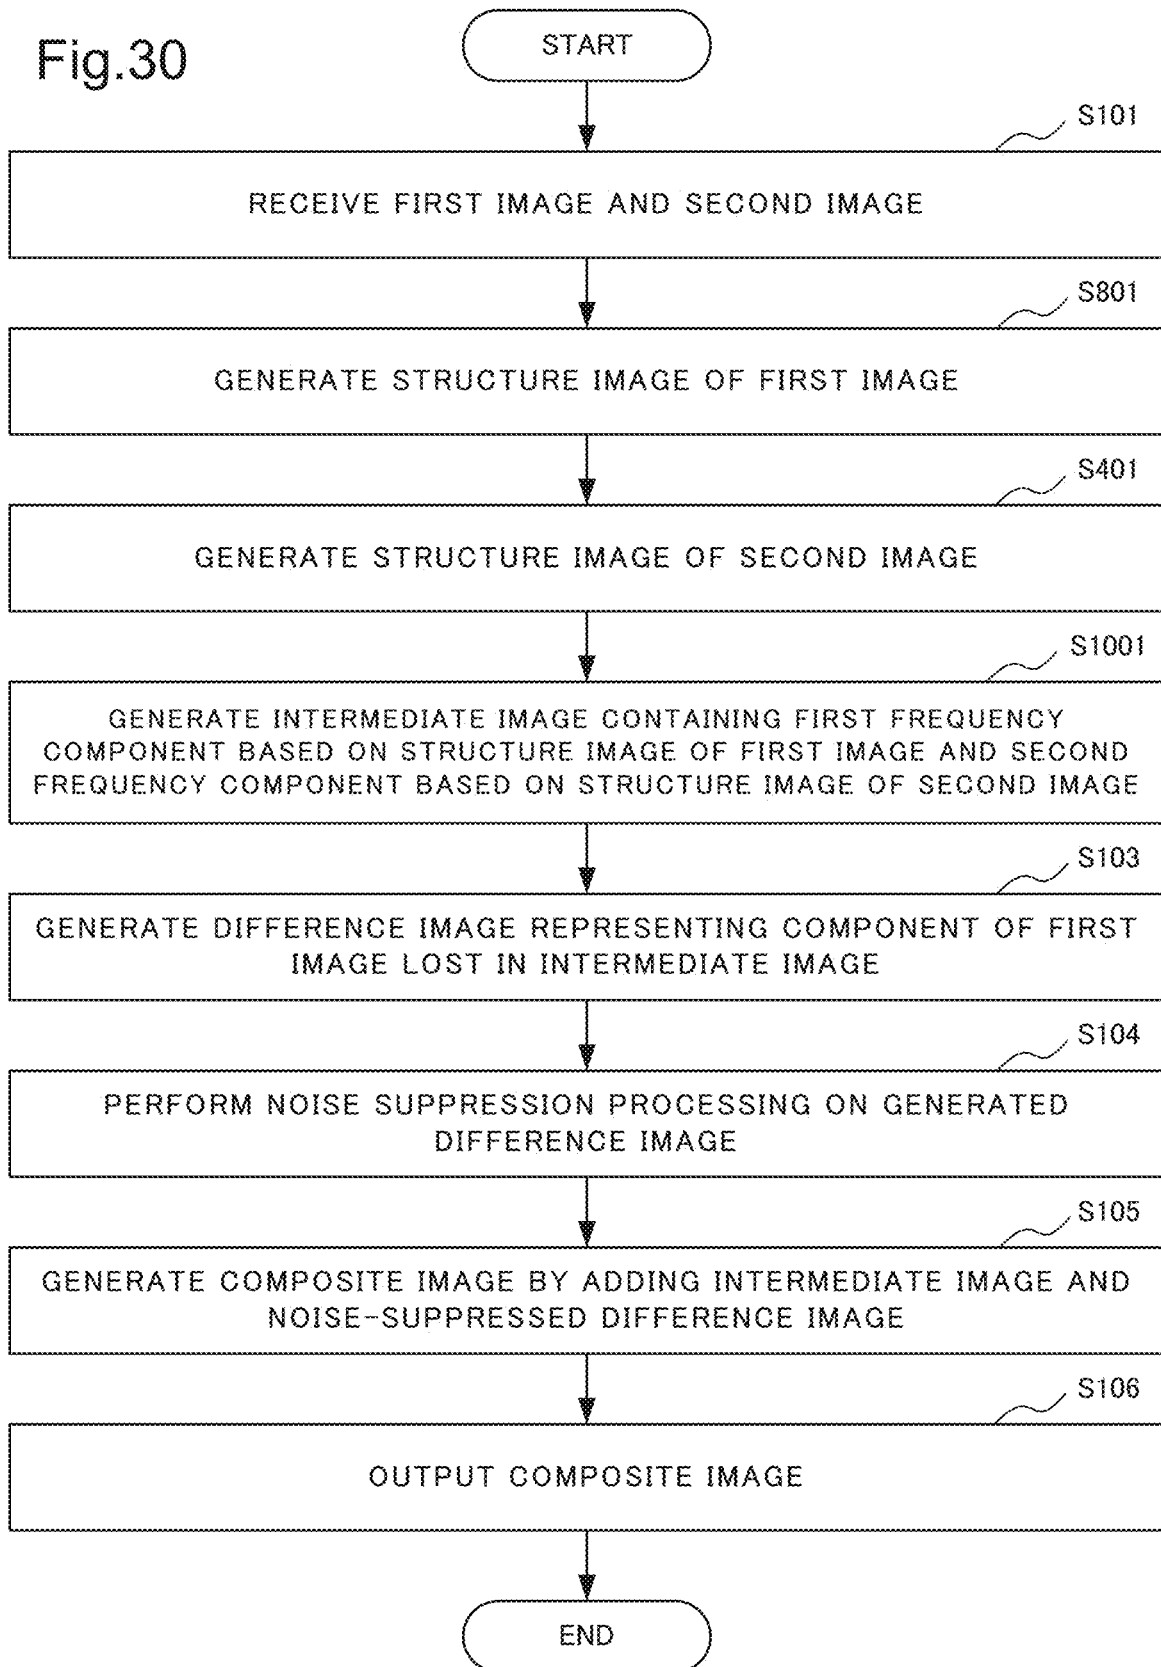 Fig.30
START
S101
RECEIVE FIRST IMAGE AND SECOND IMAGE
S801
GENERATE STRUCTURE IMAGE OF FIRST IMAGE
S401
GENERATE STRUCTURE IMAGE OF SECOND IMAGE
S1001
GENERATE INTERMEDIATE IMAGE CONTAINING FIRST FREQUENCY
COMPONENT BASED ON STRUCTURE IMAGE OF FIRST IMAGE AND SECOND
FREQUENCY COMPONENT BASED ON STRUCTURE IMAGE OF SECOND IMAGE
S103
GENERATE DIFFERENCE IMAGE REPRESENTING COMPONENT OF FIRST
IMAGE LOST IN INTERMEDIATE IMAGE
S104
PERFORM NOISE SUPPRESSION PROCESSING ON GENERATED
DIFFERENCE IMAGE
S105
GENERATE COMPOSITE IMAGE BY ADDING INTERMEDIATE IMAGE AND
NOISE-SUPPRESSED DIFFERENCE IMAGE
S106
OUTPUT COMPOSITE IMAGE
END